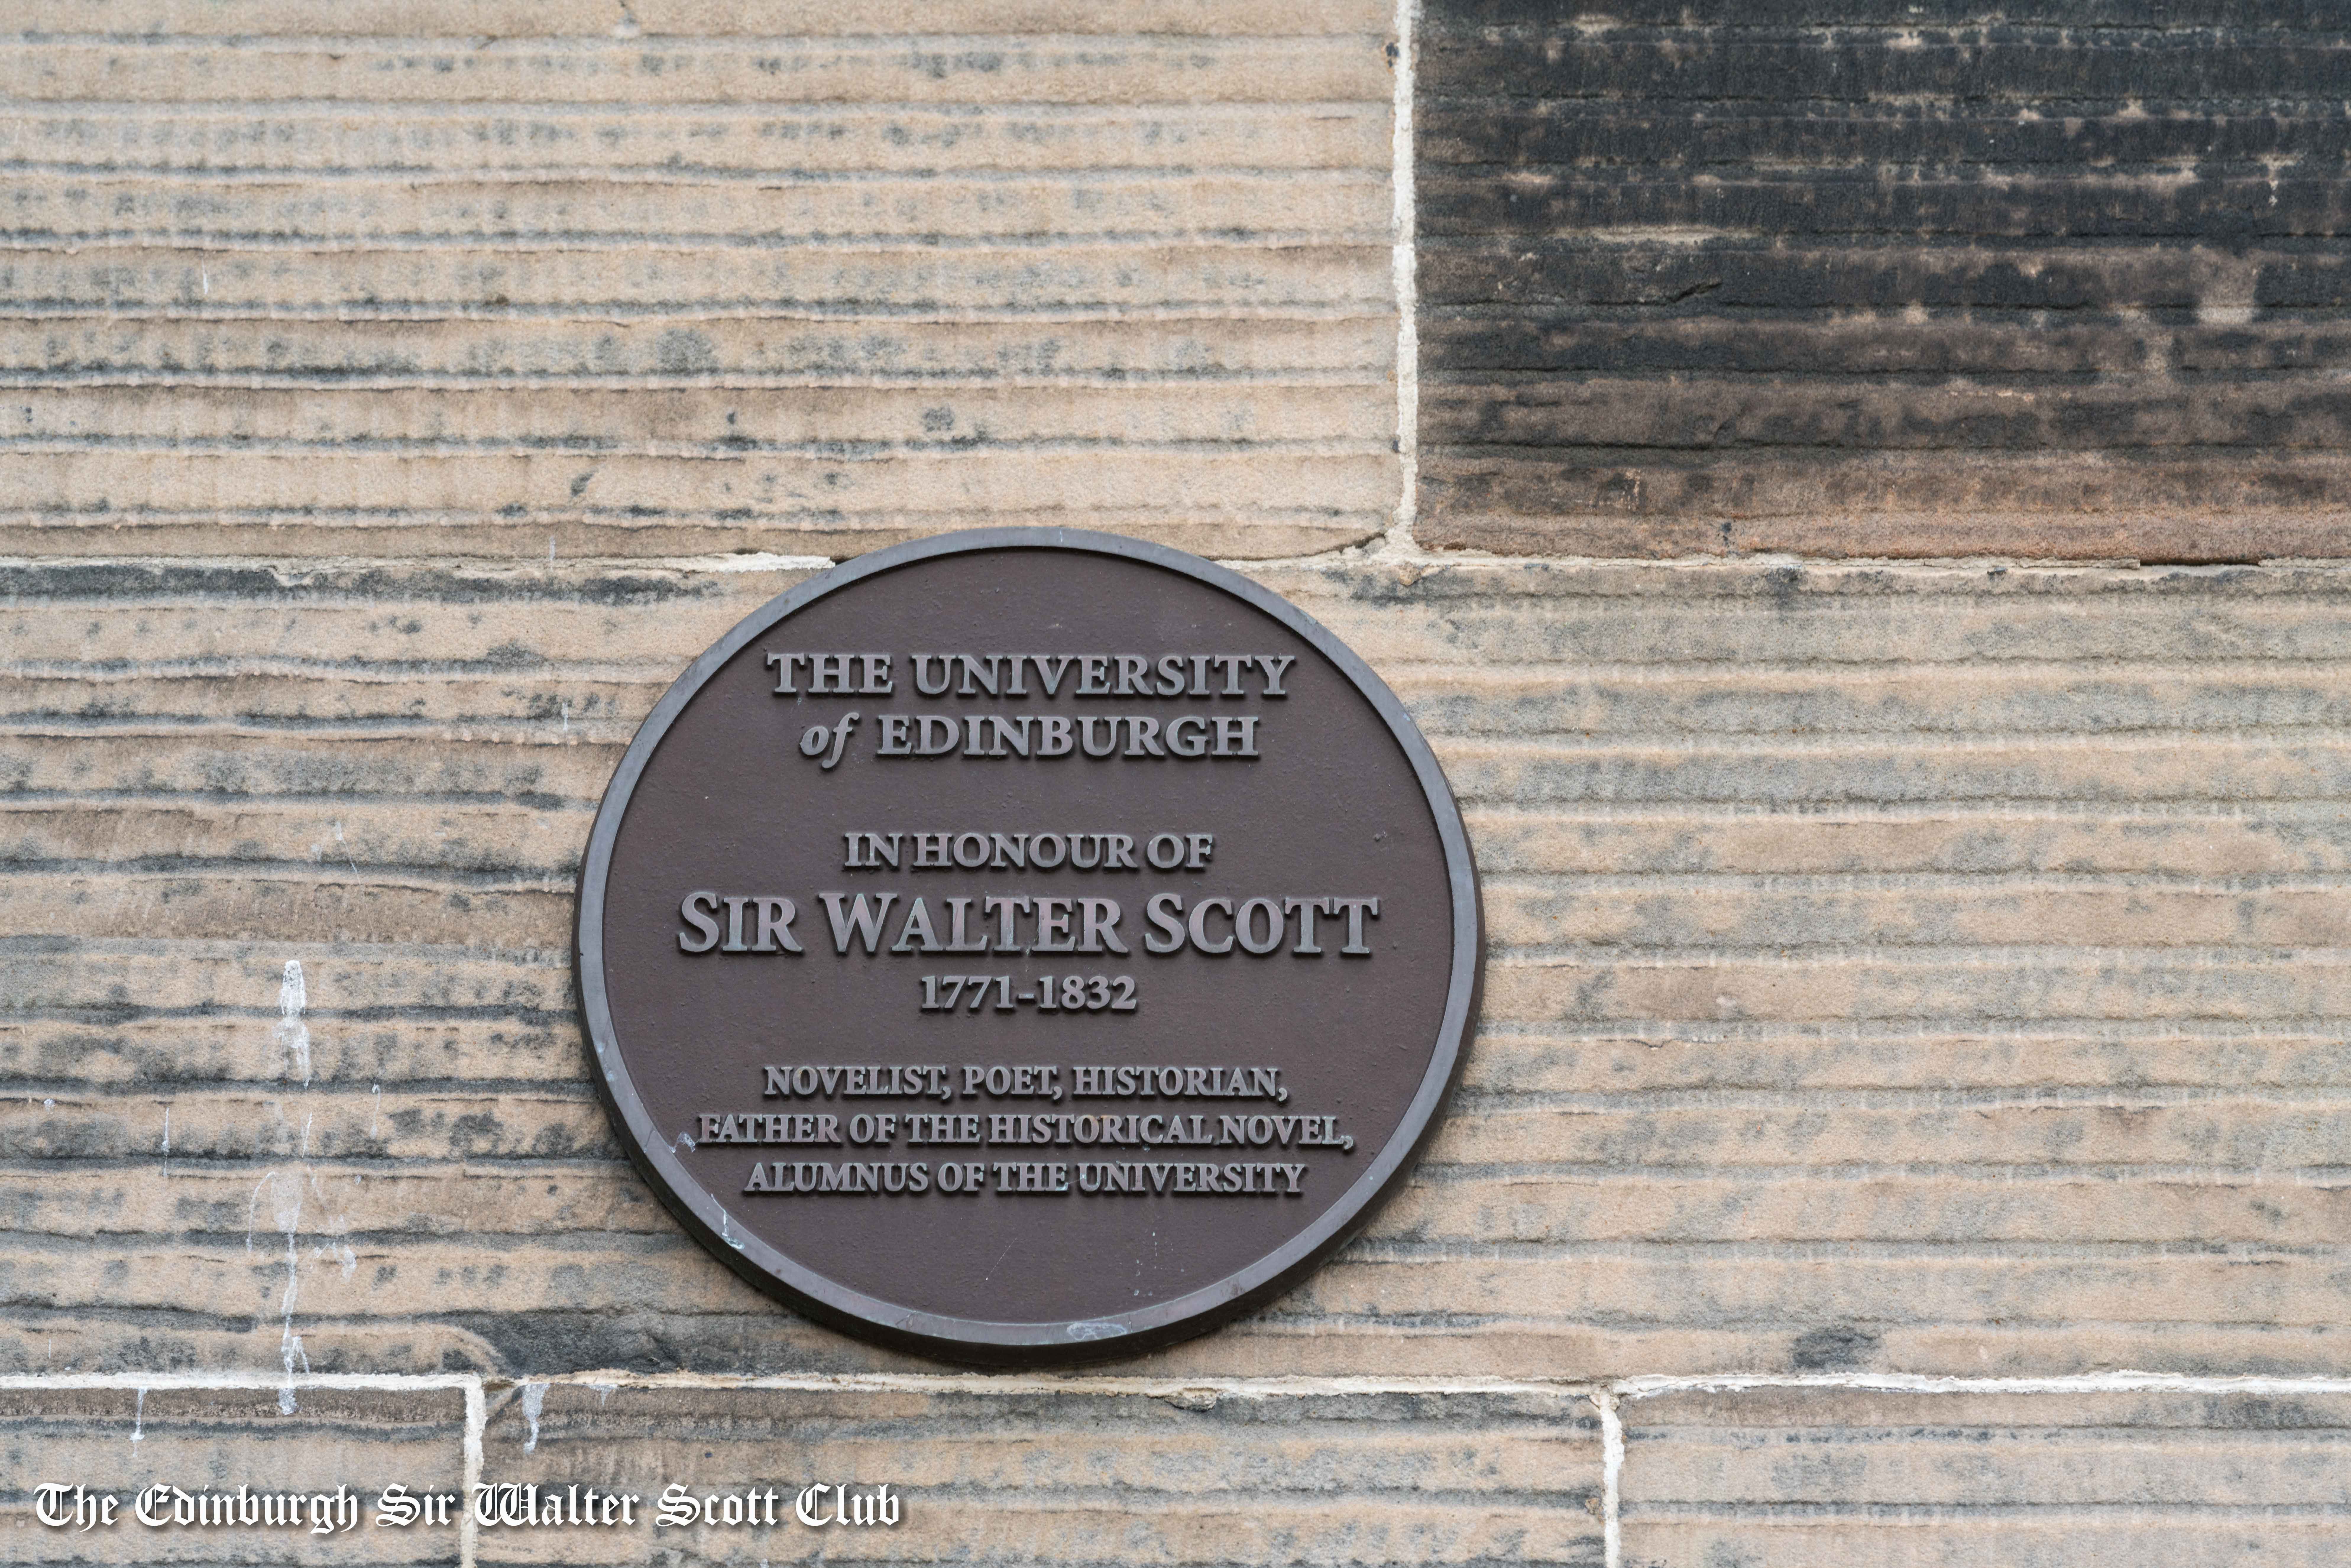 THE UNIVERSITY
of EDINBURGH
IN HONOUR OF
SIR WALTER SCOTT
1771-1832
NOVELIST, POET, HISTORIAN,
FATHER OF THE HISTORICAL NOVEL,
ALUMNUS OF THE UNIVERSITY
The Edinburgh Sir Walter Scott Club